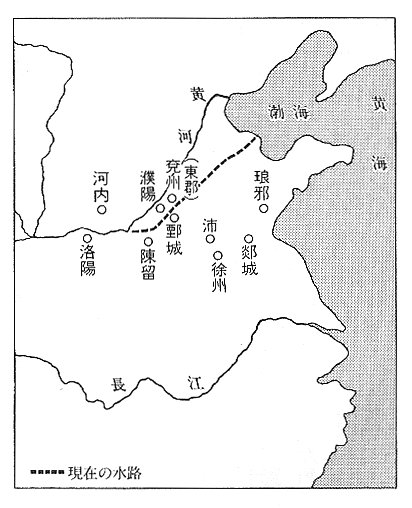 黄河
渤海
黄海
河内
濮陽
兗州
(東郡)
琅邪
洛陽
陳留
鄄城
沛
徐州
郯城
長江
現在の水路